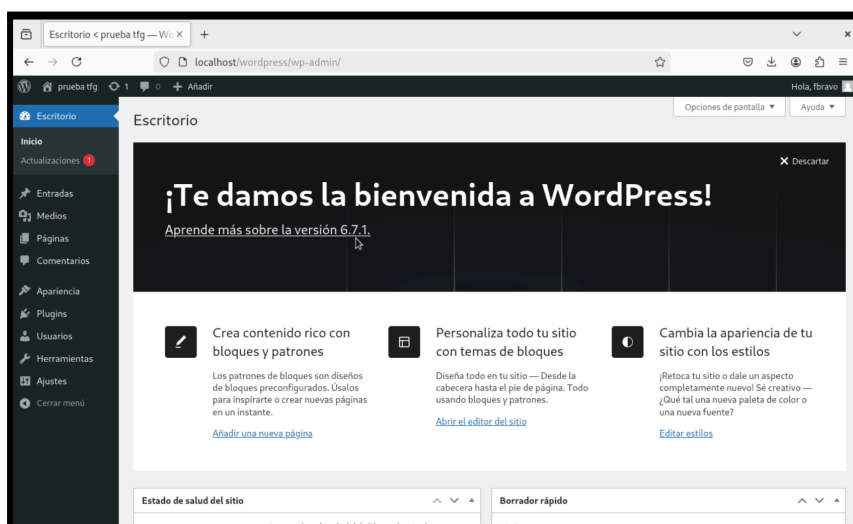 Escritorio < prueba tfg — Wo
localhost/wordpress/wp-admin/
prueba tfg 1 0 + Añadir
Hola, fbravo
Opciones de pantalla ▼
Ayuda ▼
Escritorio
Inicio
Actualizaciones 1
Entradas
Medios
Páginas
Comentarios
Apariencia
Plugins
Usuarios
Herramientas
Ajustes
Cerrar menú
Escritorio
Descartar
¡Te damos la bienvenida a WordPress!
Aprende más sobre la versión 6.7.1.
Crea contenido rico con
bloques y patrones
Los patrones de bloques son diseños
de bloques preconfigurados. Úsalos
para inspirarte o crear nuevas páginas
en un instante.
Añadir una nueva página
Personaliza todo tu sitio
con temas de bloques
Diseña todo en tu sitio — Desde la
cabecera hasta el pie de página. Todo
usando bloques y patrones.
Abrir el editor del sitio
Cambia la apariencia de tu
sitio con los estilos
¡Retoca tu sitio o dale un aspecto
completamente nuevo! Sé creativo —
¿Qué tal una nueva paleta de color o
una nueva fuente?
Editar estilos
Estado de salud del sitio
Borrador rápido